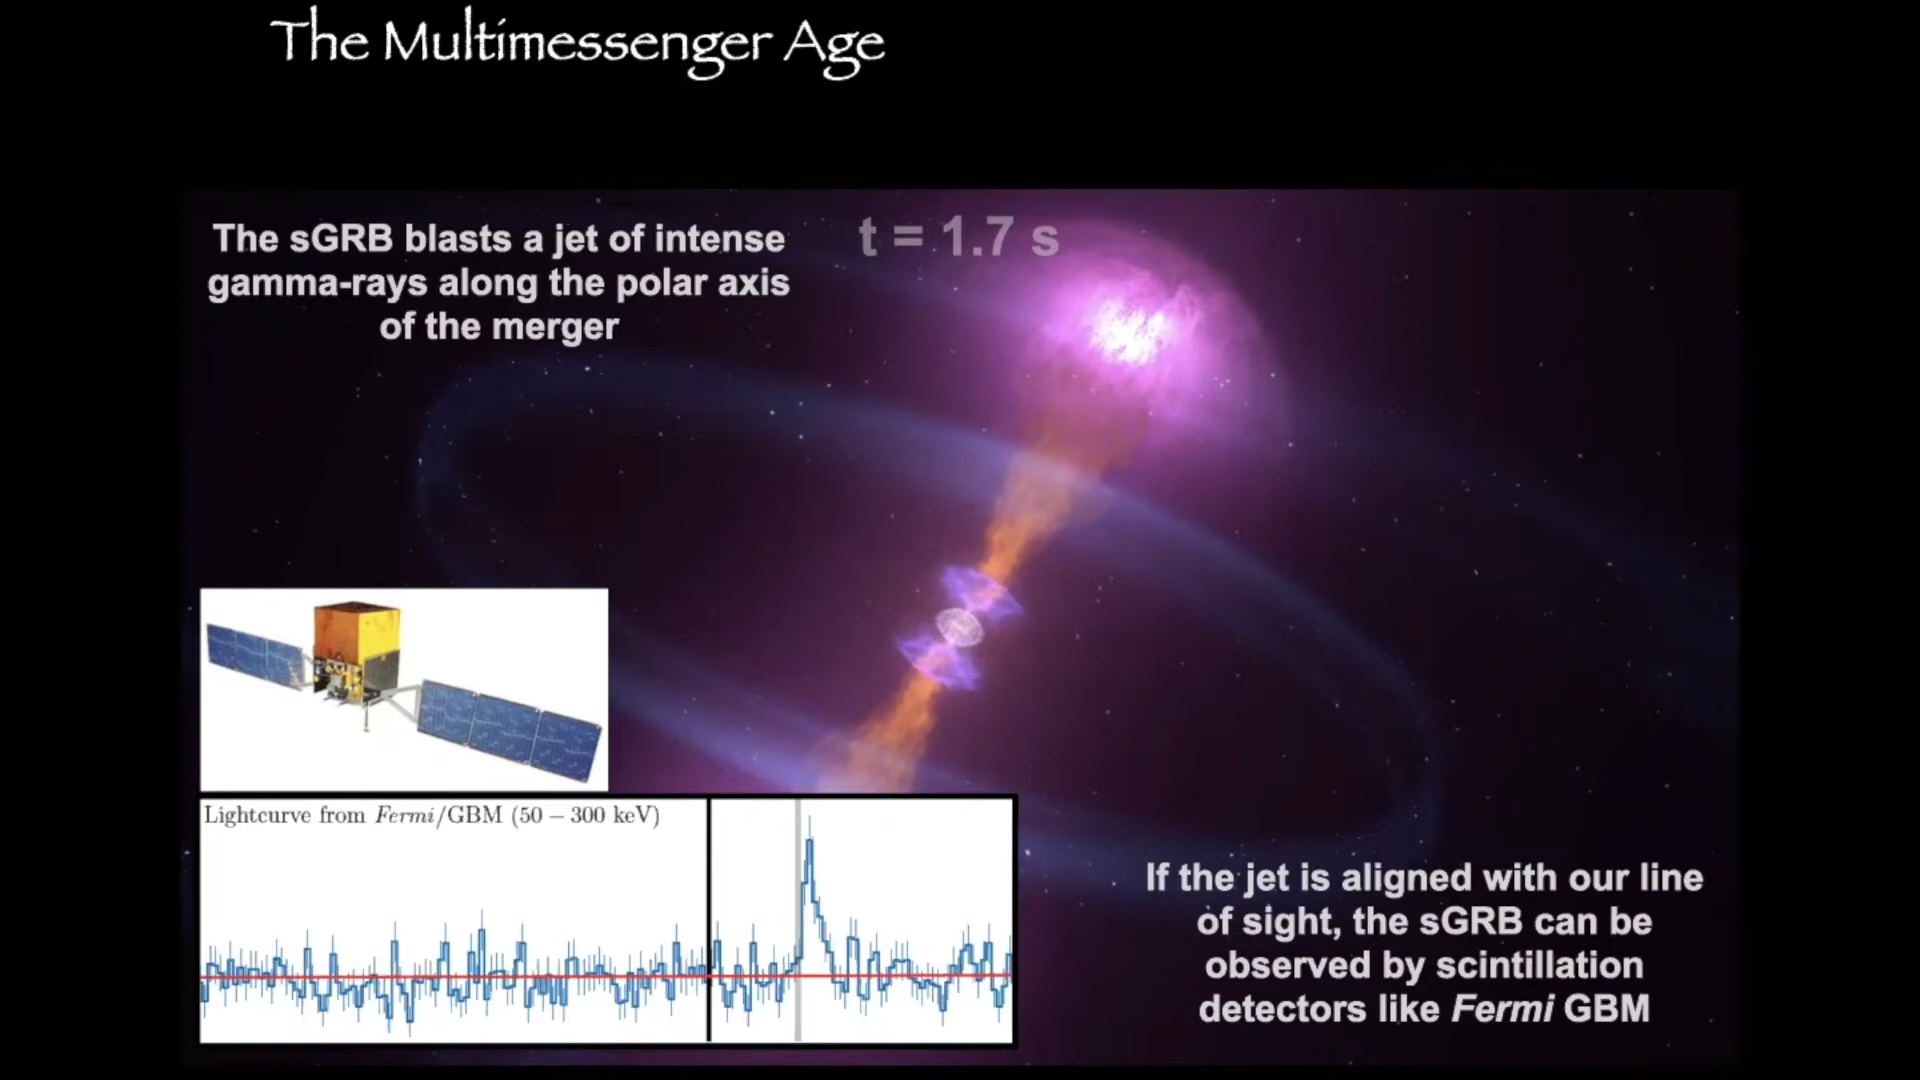 The Multimessenger Age
The sGRB blasts a jet of intense
gamma-rays along the polar axis
of the merger
t = 1.7 s
Lightcurve from Fermi/GBM (50 – 300 keV)
If the jet is aligned with our line
of sight, the sGRB can be
observed by scintillation
detectors like Fermi GBM